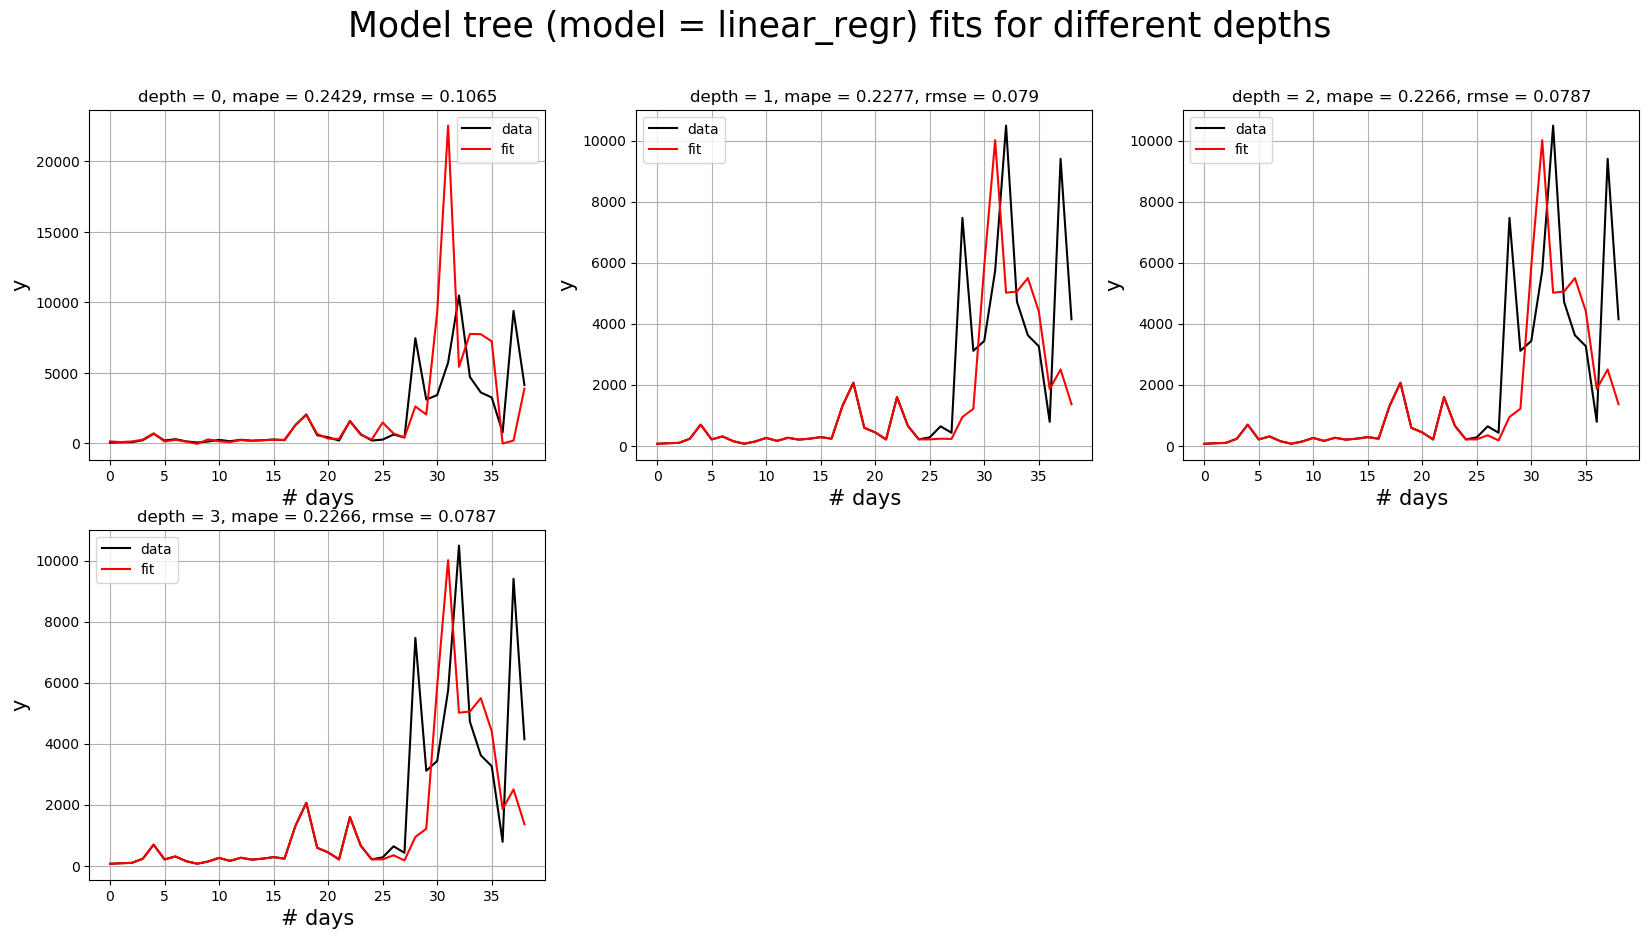 Model tree (model = linear_regr) fits for different depths
depth = 0, mape = 0.2429, rmse = 0.1065
data
fit
20000
15000
10000
5000
0
y
0 5 10 15 20 25 30 35
# days
depth = 1, mape = 0.2277, rmse = 0.079
data
fit
10000
8000
6000
4000
2000
0
y
0 5 10 15 20 25 30 35
# days
depth = 2, mape = 0.2266, rmse = 0.0787
data
fit
10000
8000
6000
4000
2000
0
y
0 5 10 15 20 25 30 35
# days
depth = 3, mape = 0.2266, rmse = 0.0787
data
fit
10000
8000
6000
4000
2000
0
y
0 5 10 15 20 25 30 35
# days